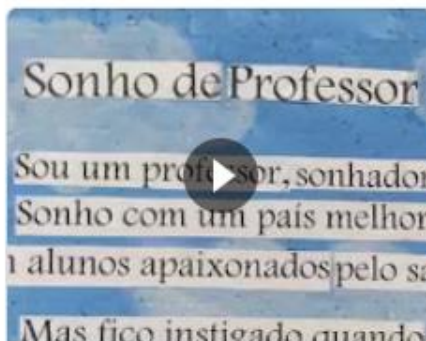 Sonho de Professor
Sou um professor, sonhador
Sonho com um país melhor
alunos apaixonados pelo
Mas fico instigado quando